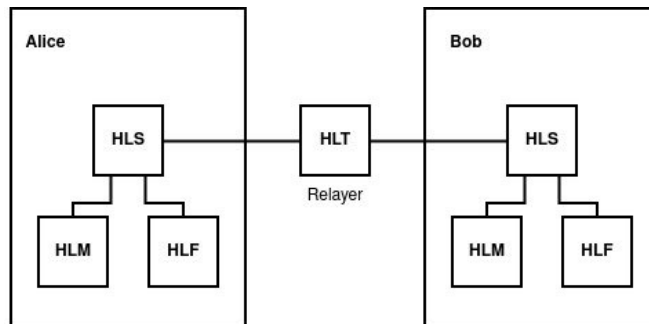 Alice
Bob
HLS
HLT
HLS
Relayer
HLM
HLF
HLM
HLF